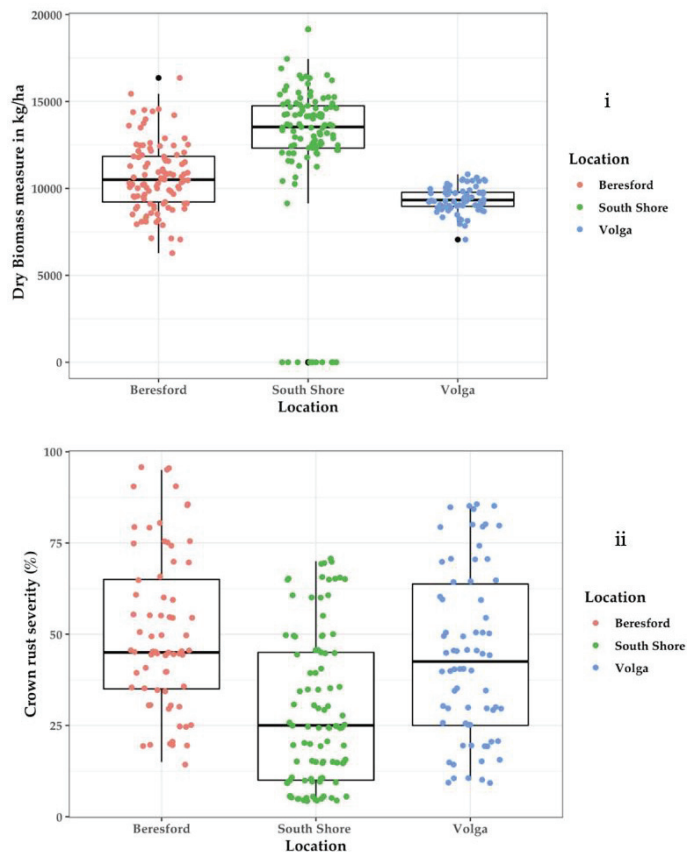 20000
15000
10000
5000
0
Dry Biomass measure in kg/ha
Beresford South Shore Volga
Location
i
Location
Beresford
South Shore
Volga
100
75
50
25
0
Crown rust severity (%)
Beresford South Shore Volga
Location
ii
Location
Beresford
South Shore
Volga